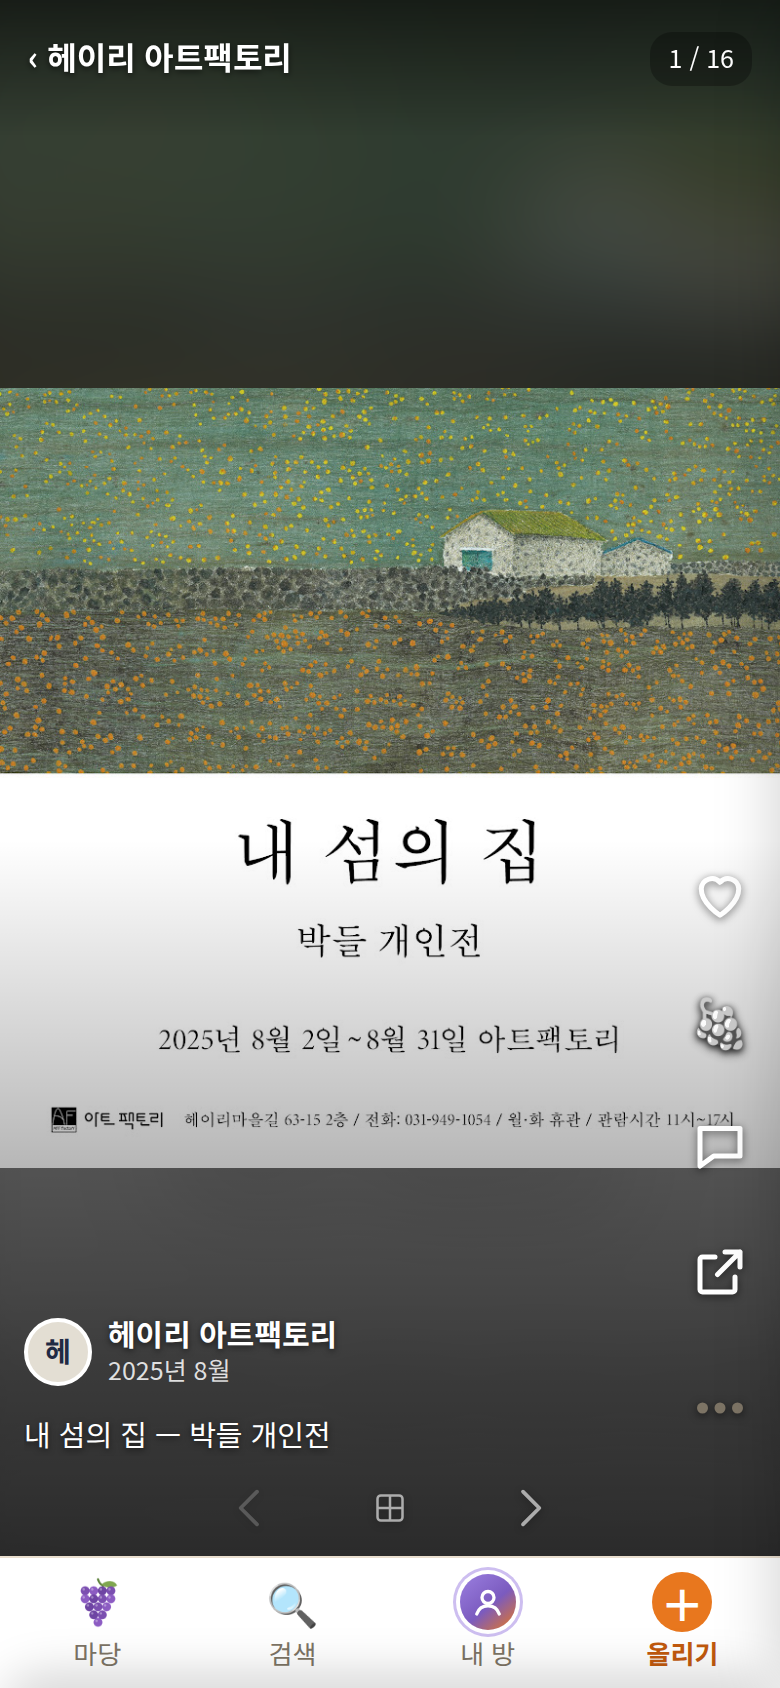 ‹ 헤이리 아트팩토리
1 / 16
내 섬의 집
박들 개인전
2025년 8월 2일~8월 31일 아트팩토리
AF 아트 팩토리 헤이리마을길 63-15 2층 / 전화: 031-949-1054 / 월·화 휴관 / 관람시간 11시~17시
헤
헤이리 아트팩토리
2025년 8월
내 섬의 집 — 박들 개인전
마당
검색
내 방
올리기